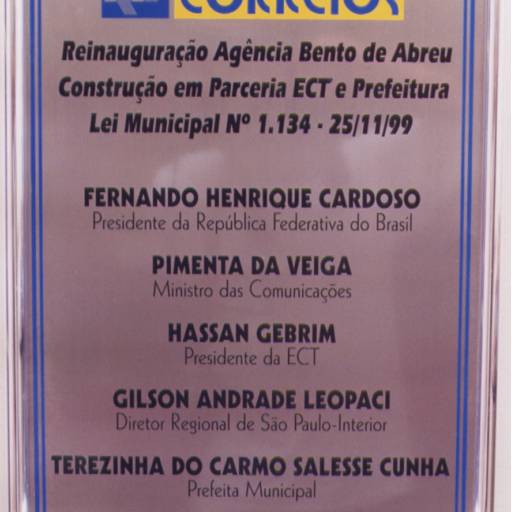 CORREIOS
Reinauguração Agência Bento de Abreu
Construção em Parceria ECT e Prefeitura
Lei Municipal Nº 1.134 - 25/11/99
FERNANDO HENRIQUE CARDOSO
Presidente da República Federativa do Brasil
PIMENTA DA VEIGA
Ministro das Comunicações
HASSAN GEBRIM
Presidente da ECT
GILSON ANDRADE LEOPACI
Diretor Regional de São Paulo-Interior
TEREZINHA DO CARMO SALESSE CUNHA
Prefeita Municipal